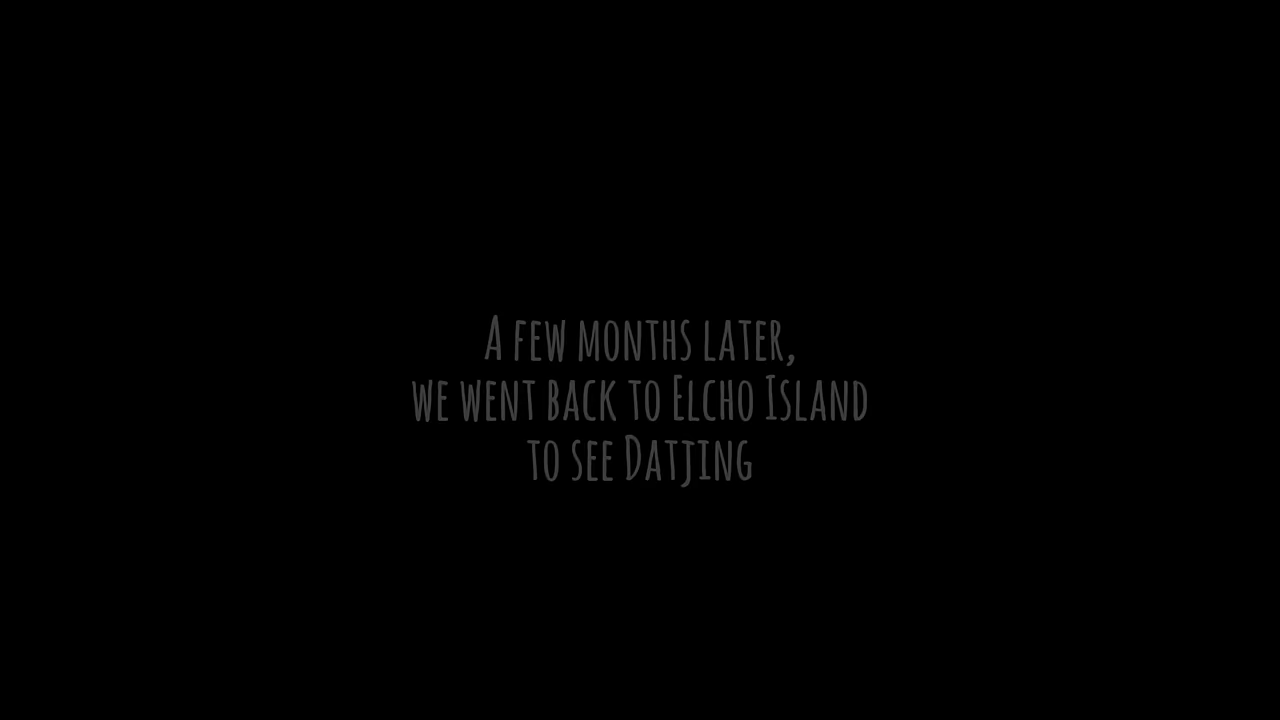 A few months later,
we went back to Elcho Island
to see Datjing